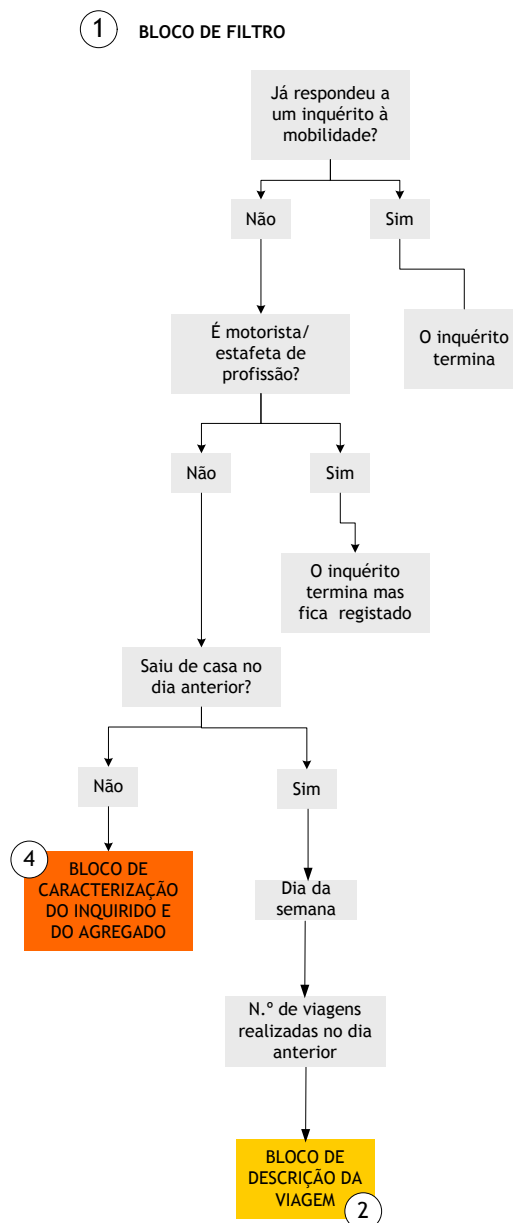 1 BLOCO DE FILTRO
Já respondeu a
um inquérito à
mobilidade?
Não
Sim
É motorista/
estafeta de
profissão?
O inquérito
termina
Não
Sim
O inquérito
termina mas
fica registado
Saiu de casa no
dia anterior?
Não
Sim
4
BLOCO DE
CARACTERIZAÇÃO
DO INQUIRIDO E
DO AGREGADO
Dia da
semana
N.º de viagens
realizadas no dia
anterior
BLOCO DE
DESCRIÇÃO DA
VIAGEM
2